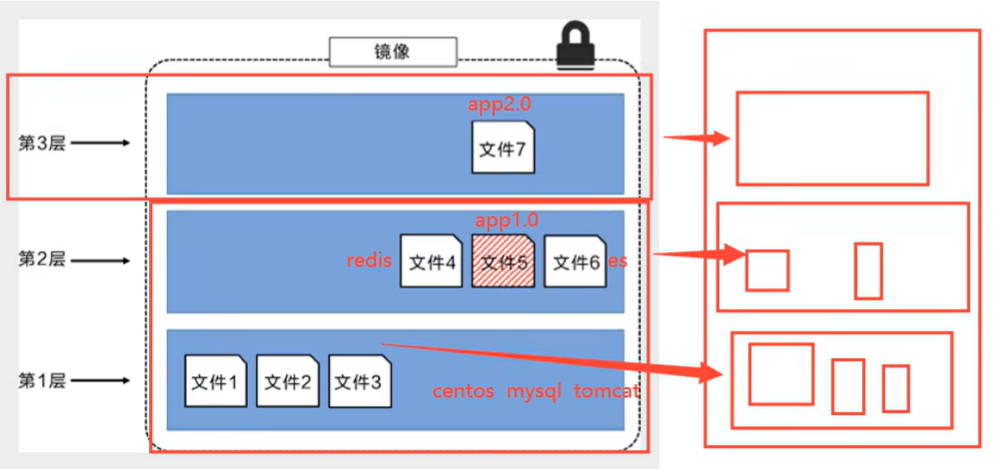 镜像
app2.0
第3层
文件7
app1.0
第2层
redis 文件4 文件5 文件6 es
第1层
文件1 文件2 文件3
centos mysql tomcat